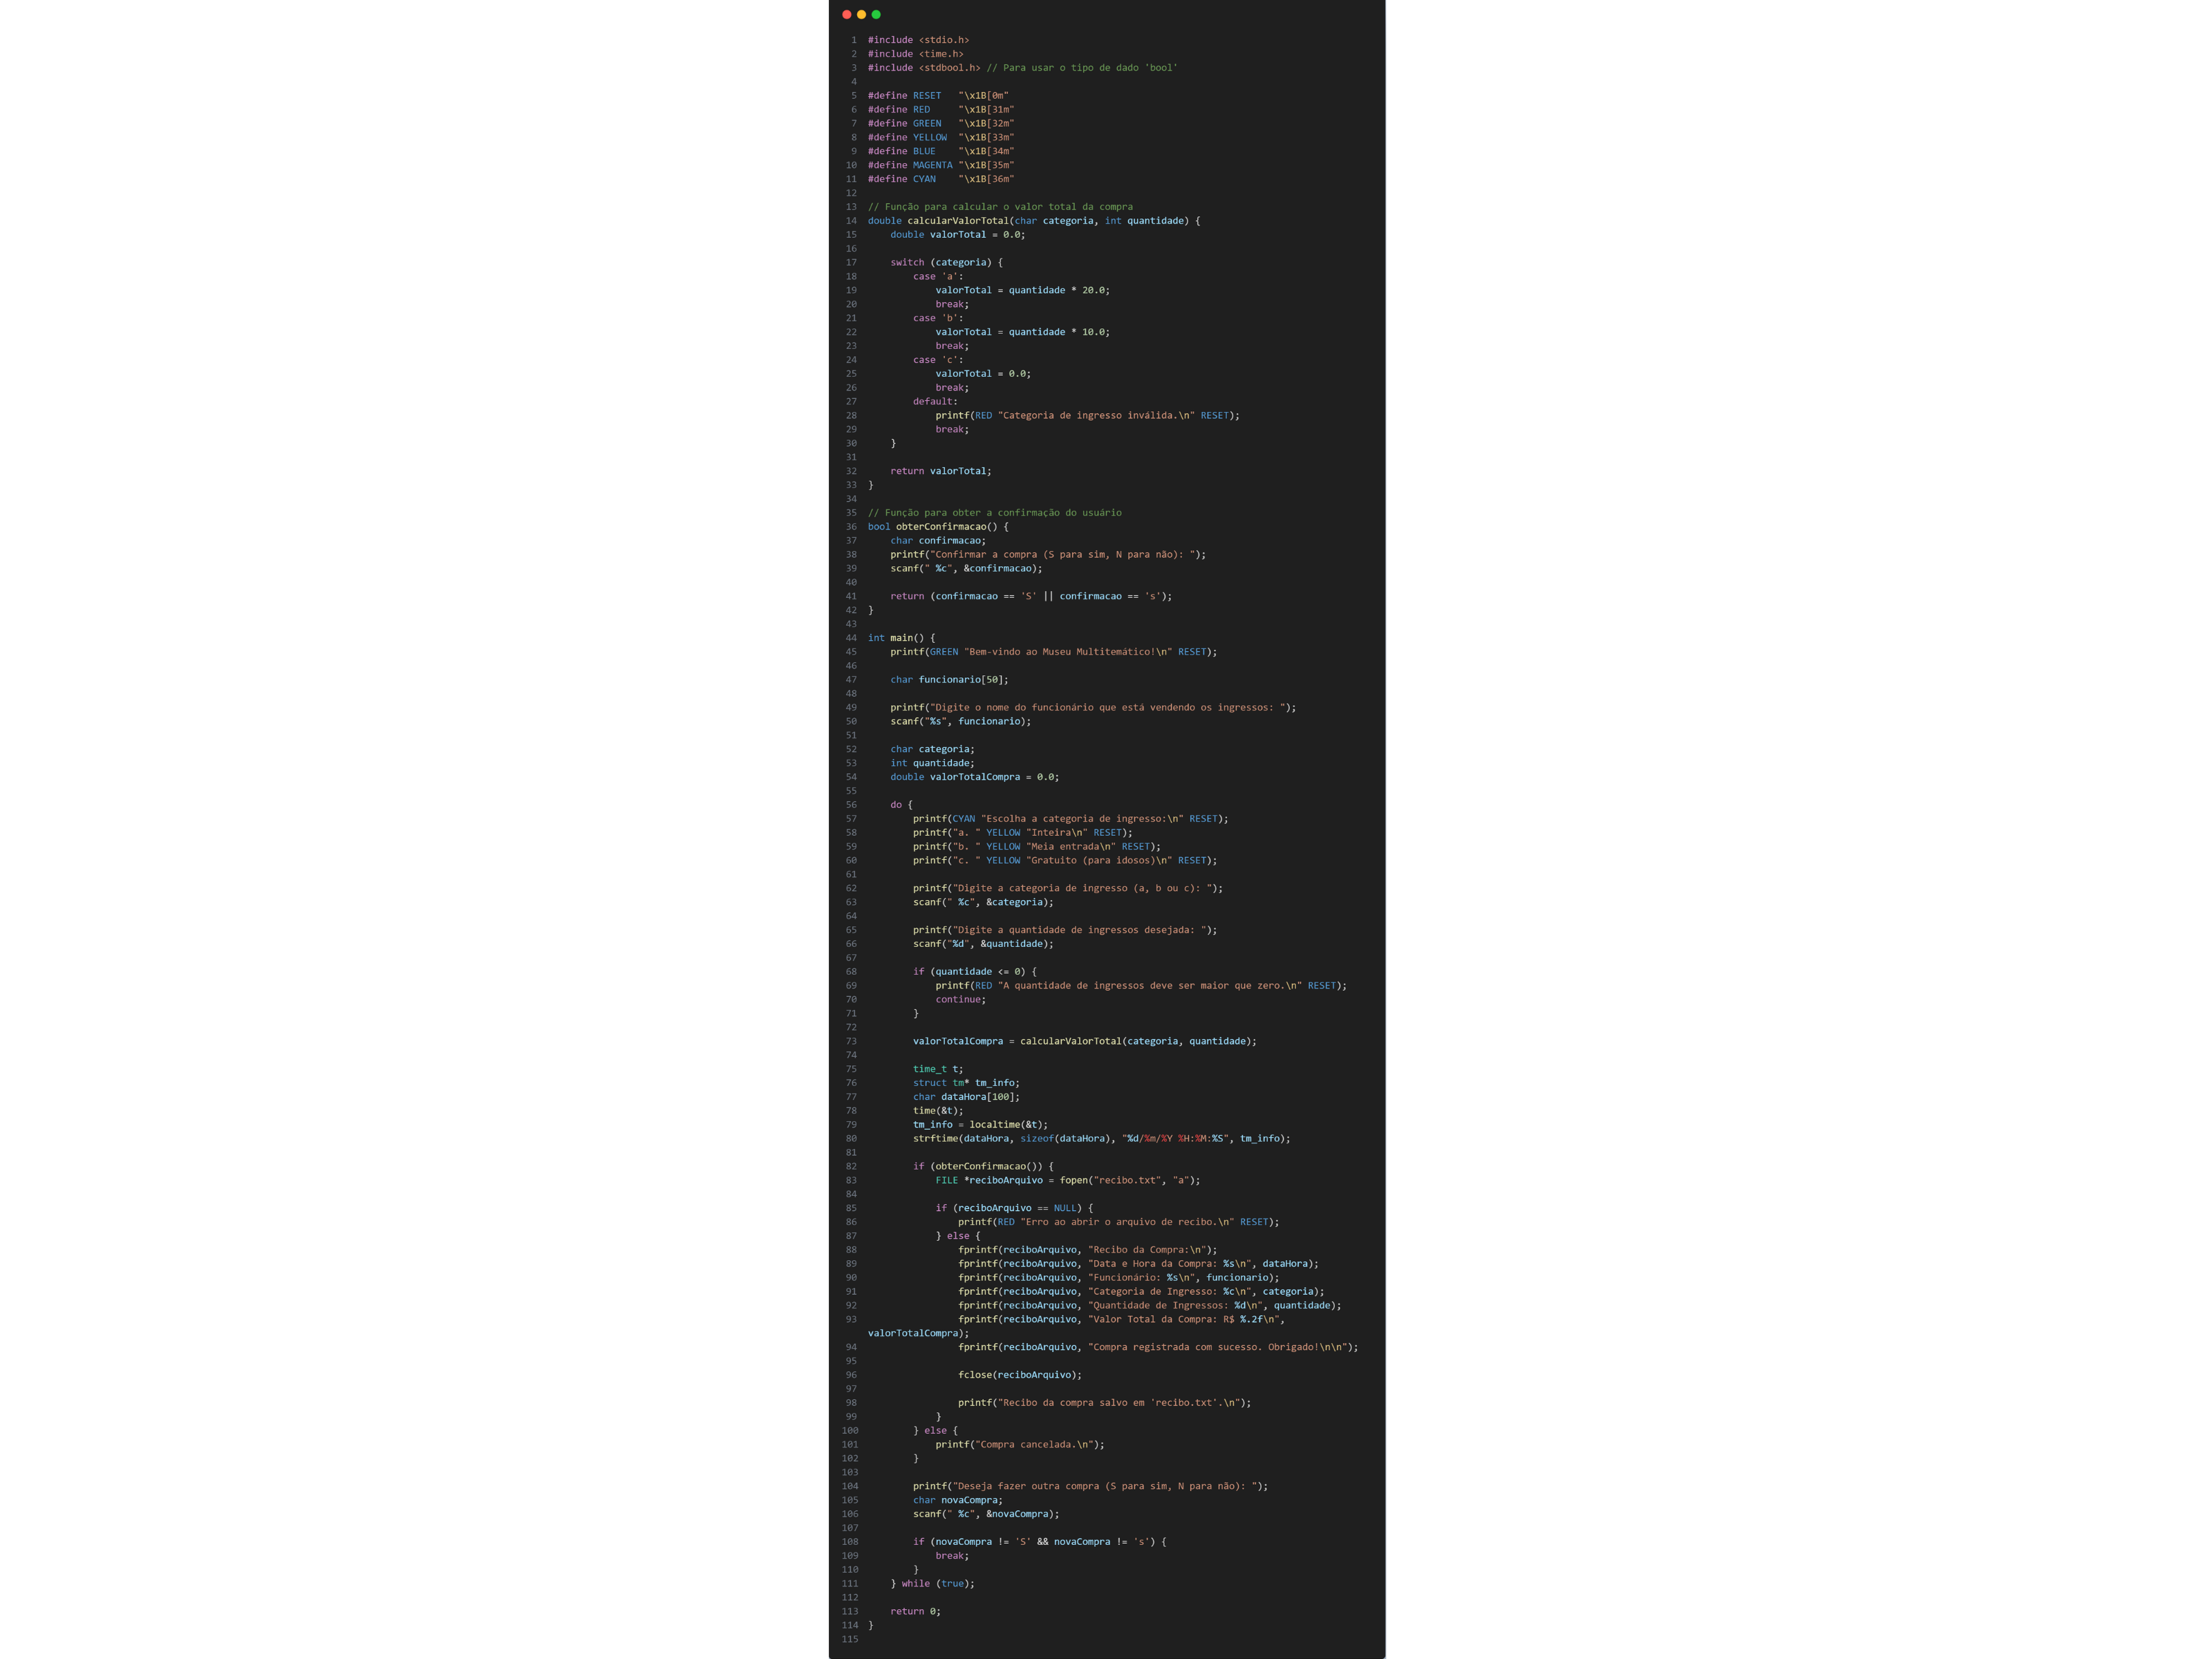 1 #include <stdio.h>
2 #include <time.h>
3 #include <stdbool.h> // Para usar o tipo de dado 'bool'
4
5 #define RESET   "\x1B[0m"
6 #define RED     "\x1B[31m"
7 #define GREEN   "\x1B[32m"
8 #define YELLOW  "\x1B[33m"
9 #define BLUE    "\x1B[34m"
10 #define MAGENTA "\x1B[35m"
11 #define CYAN    "\x1B[36m"
12
13 // Função para calcular o valor total da compra
14 double calcularValorTotal(char categoria, int quantidade) {
15     double valorTotal = 0.0;
16
17     switch (categoria) {
18         case 'a':
19             valorTotal = quantidade * 20.0;
20             break;
21         case 'b':
22             valorTotal = quantidade * 10.0;
23             break;
24         case 'c':
25             valorTotal = 0.0;
26             break;
27         default:
28             printf(RED "Categoria de ingresso inválida.\n" RESET);
29             break;
30     }
31
32     return valorTotal;
33 }
34
35 // Função para obter a confirmação do usuário
36 bool obterConfirmacao() {
37     char confirmacao;
38     printf("Confirmar a compra (S para sim, N para não): ");
39     scanf(" %c", &confirmacao);
40
41     return (confirmacao == 'S' || confirmacao == 's');
42 }
43
44 int main() {
45     printf(GREEN "Bem-vindo ao Museu Multitemático!\n" RESET);
46
47     char funcionario[50];
48
49     printf("Digite o nome do funcionário que está vendendo os ingressos: ");
50     scanf("%s", funcionario);
51
52     char categoria;
53     int quantidade;
54     double valorTotalCompra = 0.0;
55
56     do {
57         printf(CYAN "Escolha a categoria de ingresso:\n" RESET);
58         printf("a. " YELLOW "Inteira\n" RESET);
59         printf("b. " YELLOW "Meia entrada\n" RESET);
60         printf("c. " YELLOW "Gratuito (para idosos)\n" RESET);
61
62         printf("Digite a categoria de ingresso (a, b ou c): ");
63         scanf(" %c", &categoria);
64
65         printf("Digite a quantidade de ingressos desejada: ");
66         scanf("%d", &quantidade);
67
68         if (quantidade <= 0) {
69             printf(RED "A quantidade de ingressos deve ser maior que zero.\n" RESET);
70             continue;
71         }
72
73         valorTotalCompra = calcularValorTotal(categoria, quantidade);
74
75         time_t t;
76         struct tm* tm_info;
77         char dataHora[100];
78         time(&t);
79         tm_info = localtime(&t);
80         strftime(dataHora, sizeof(dataHora), "%d/%m/%Y %H:%M:%S", tm_info);
81
82         if (obterConfirmacao()) {
83             FILE *reciboArquivo = fopen("recibo.txt", "a");
84
85             if (reciboArquivo == NULL) {
86                 printf(RED "Erro ao abrir o arquivo de recibo.\n" RESET);
87             } else {
88                 fprintf(reciboArquivo, "Recibo da Compra:\n");
89                 fprintf(reciboArquivo, "Data e Hora da Compra: %s\n", dataHora);
90                 fprintf(reciboArquivo, "Funcionário: %s\n", funcionario);
91                 fprintf(reciboArquivo, "Categoria de Ingresso: %c\n", categoria);
92                 fprintf(reciboArquivo, "Quantidade de Ingressos: %d\n", quantidade);
93                 fprintf(reciboArquivo, "Valor Total da Compra: R$ %.2f\n",
valorTotalCompra);
94                 fprintf(reciboArquivo, "Compra registrada com sucesso. Obrigado!\n\n");
95
96                 fclose(reciboArquivo);
97
98                 printf("Recibo da compra salvo em 'recibo.txt'.\n");
99             }
100         } else {
101             printf("Compra cancelada.\n");
102         }
103
104         printf("Deseja fazer outra compra (S para sim, N para não): ");
105         char novaCompra;
106         scanf(" %c", &novaCompra);
107
108         if (novaCompra != 'S' && novaCompra != 's') {
109             break;
110         }
111     } while (true);
112
113     return 0;
114 }
115